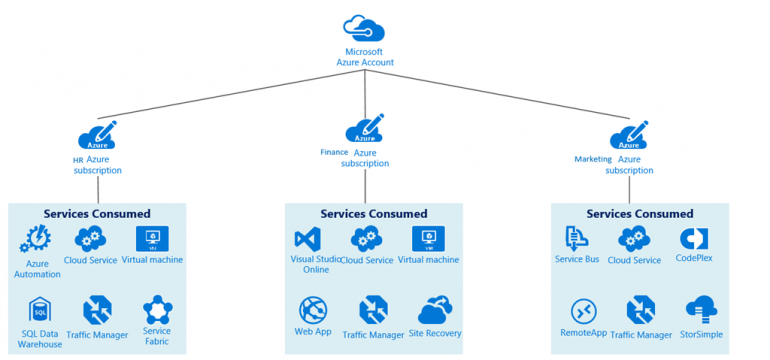 Microsoft
Azure Account
Azure
HR Azure
subscription
Azure
Finance Azure
subscription
Azure
Marketing Azure
subscription
Services Consumed
Azure
Automation
Cloud Service
VM
Virtual machine
SQL
SQL Data
Warehouse
Traffic Manager
Service
Fabric
Services Consumed
Visual Studio
Online
Cloud Service
VM
Virtual machine
Web App
Traffic Manager
Site Recovery
Services Consumed
Service Bus
Cloud Service
CodePlex
RemoteApp
Traffic Manager
StorSimple